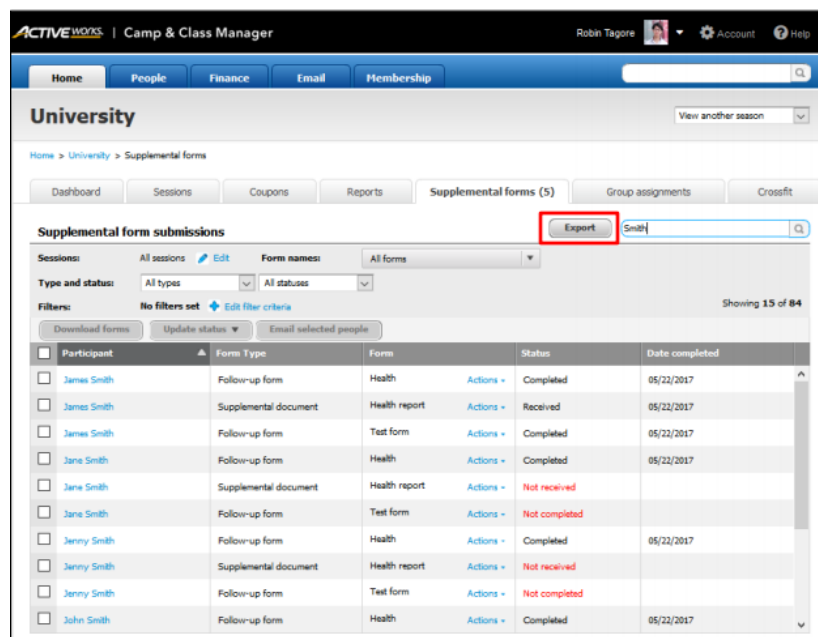 ACTIVEworks. | Camp & Class Manager Robin Tagore Account Help
Home People Finance Email Membership
University View another season
Home > University > Supplemental forms
Dashboard Sessions Coupons Reports Supplemental forms (5) Group assignments Crossfit
Supplemental form submissions Export Smith
Sessions: All sessions Edit Form names: All forms
Type and status: All types All statuses
Filters: No filters set Edit filter criteria Showing 15 of 84
Download forms Update status Email selected people
Participant Form Type Form Status Date completed
James Smith Follow-up form Health Actions Completed 05/22/2017
James Smith Supplemental document Health report Actions Received 05/22/2017
James Smith Follow-up form Test form Actions Completed 05/22/2017
Jane Smith Follow-up form Health Actions Completed 05/22/2017
Jane Smith Supplemental document Health report Actions Not received
Jane Smith Follow-up form Test form Actions Not completed
Jenny Smith Follow-up form Health Actions Completed 05/22/2017
Jenny Smith Supplemental document Health report Actions Not received
Jenny Smith Follow-up form Test form Actions Not completed
John Smith Follow-up form Health Actions Completed 05/22/2017